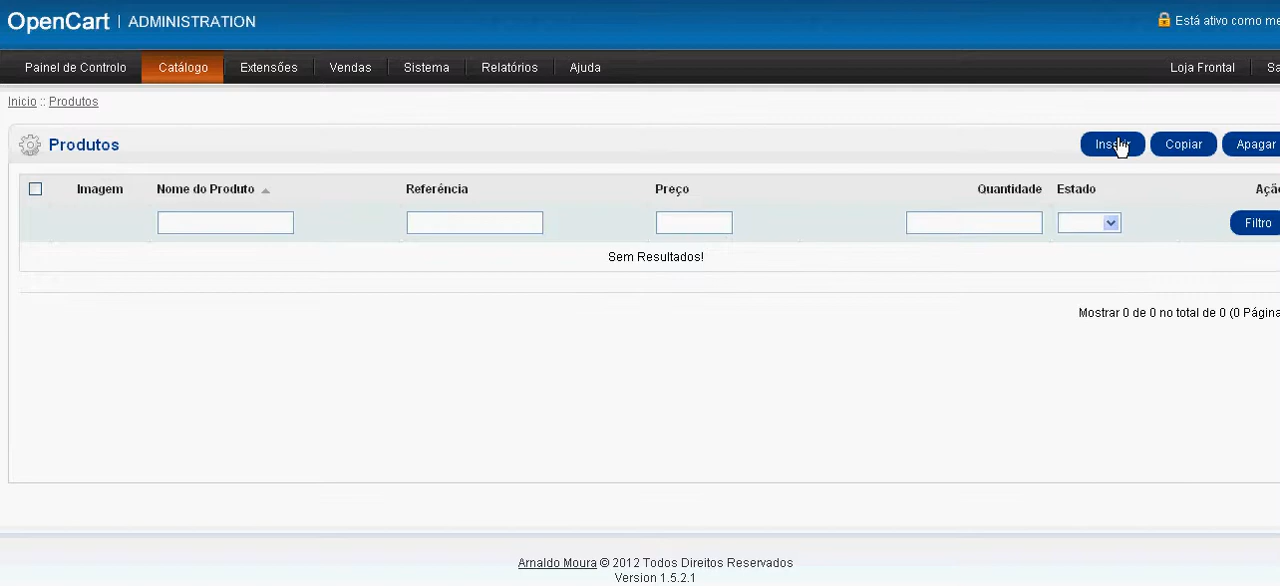 OpenCart | ADMINISTRATION
Está ativo como
Painel de Controlo
Catálogo
Extensões
Vendas
Sistema
Relatórios
Ajuda
Loja Frontal
Inicio :: Produtos
Produtos
Copiar
Apagar
Imagem
Nome do Produto
Referéncia
Preço
Quantidade
Estado
Filtro
Sem Resultados!
Mostrar 0 de 0 no total de 0 (0
Arnaldo Moura © 2012 Todos Direitos Reservados
Version 1.5.2.1